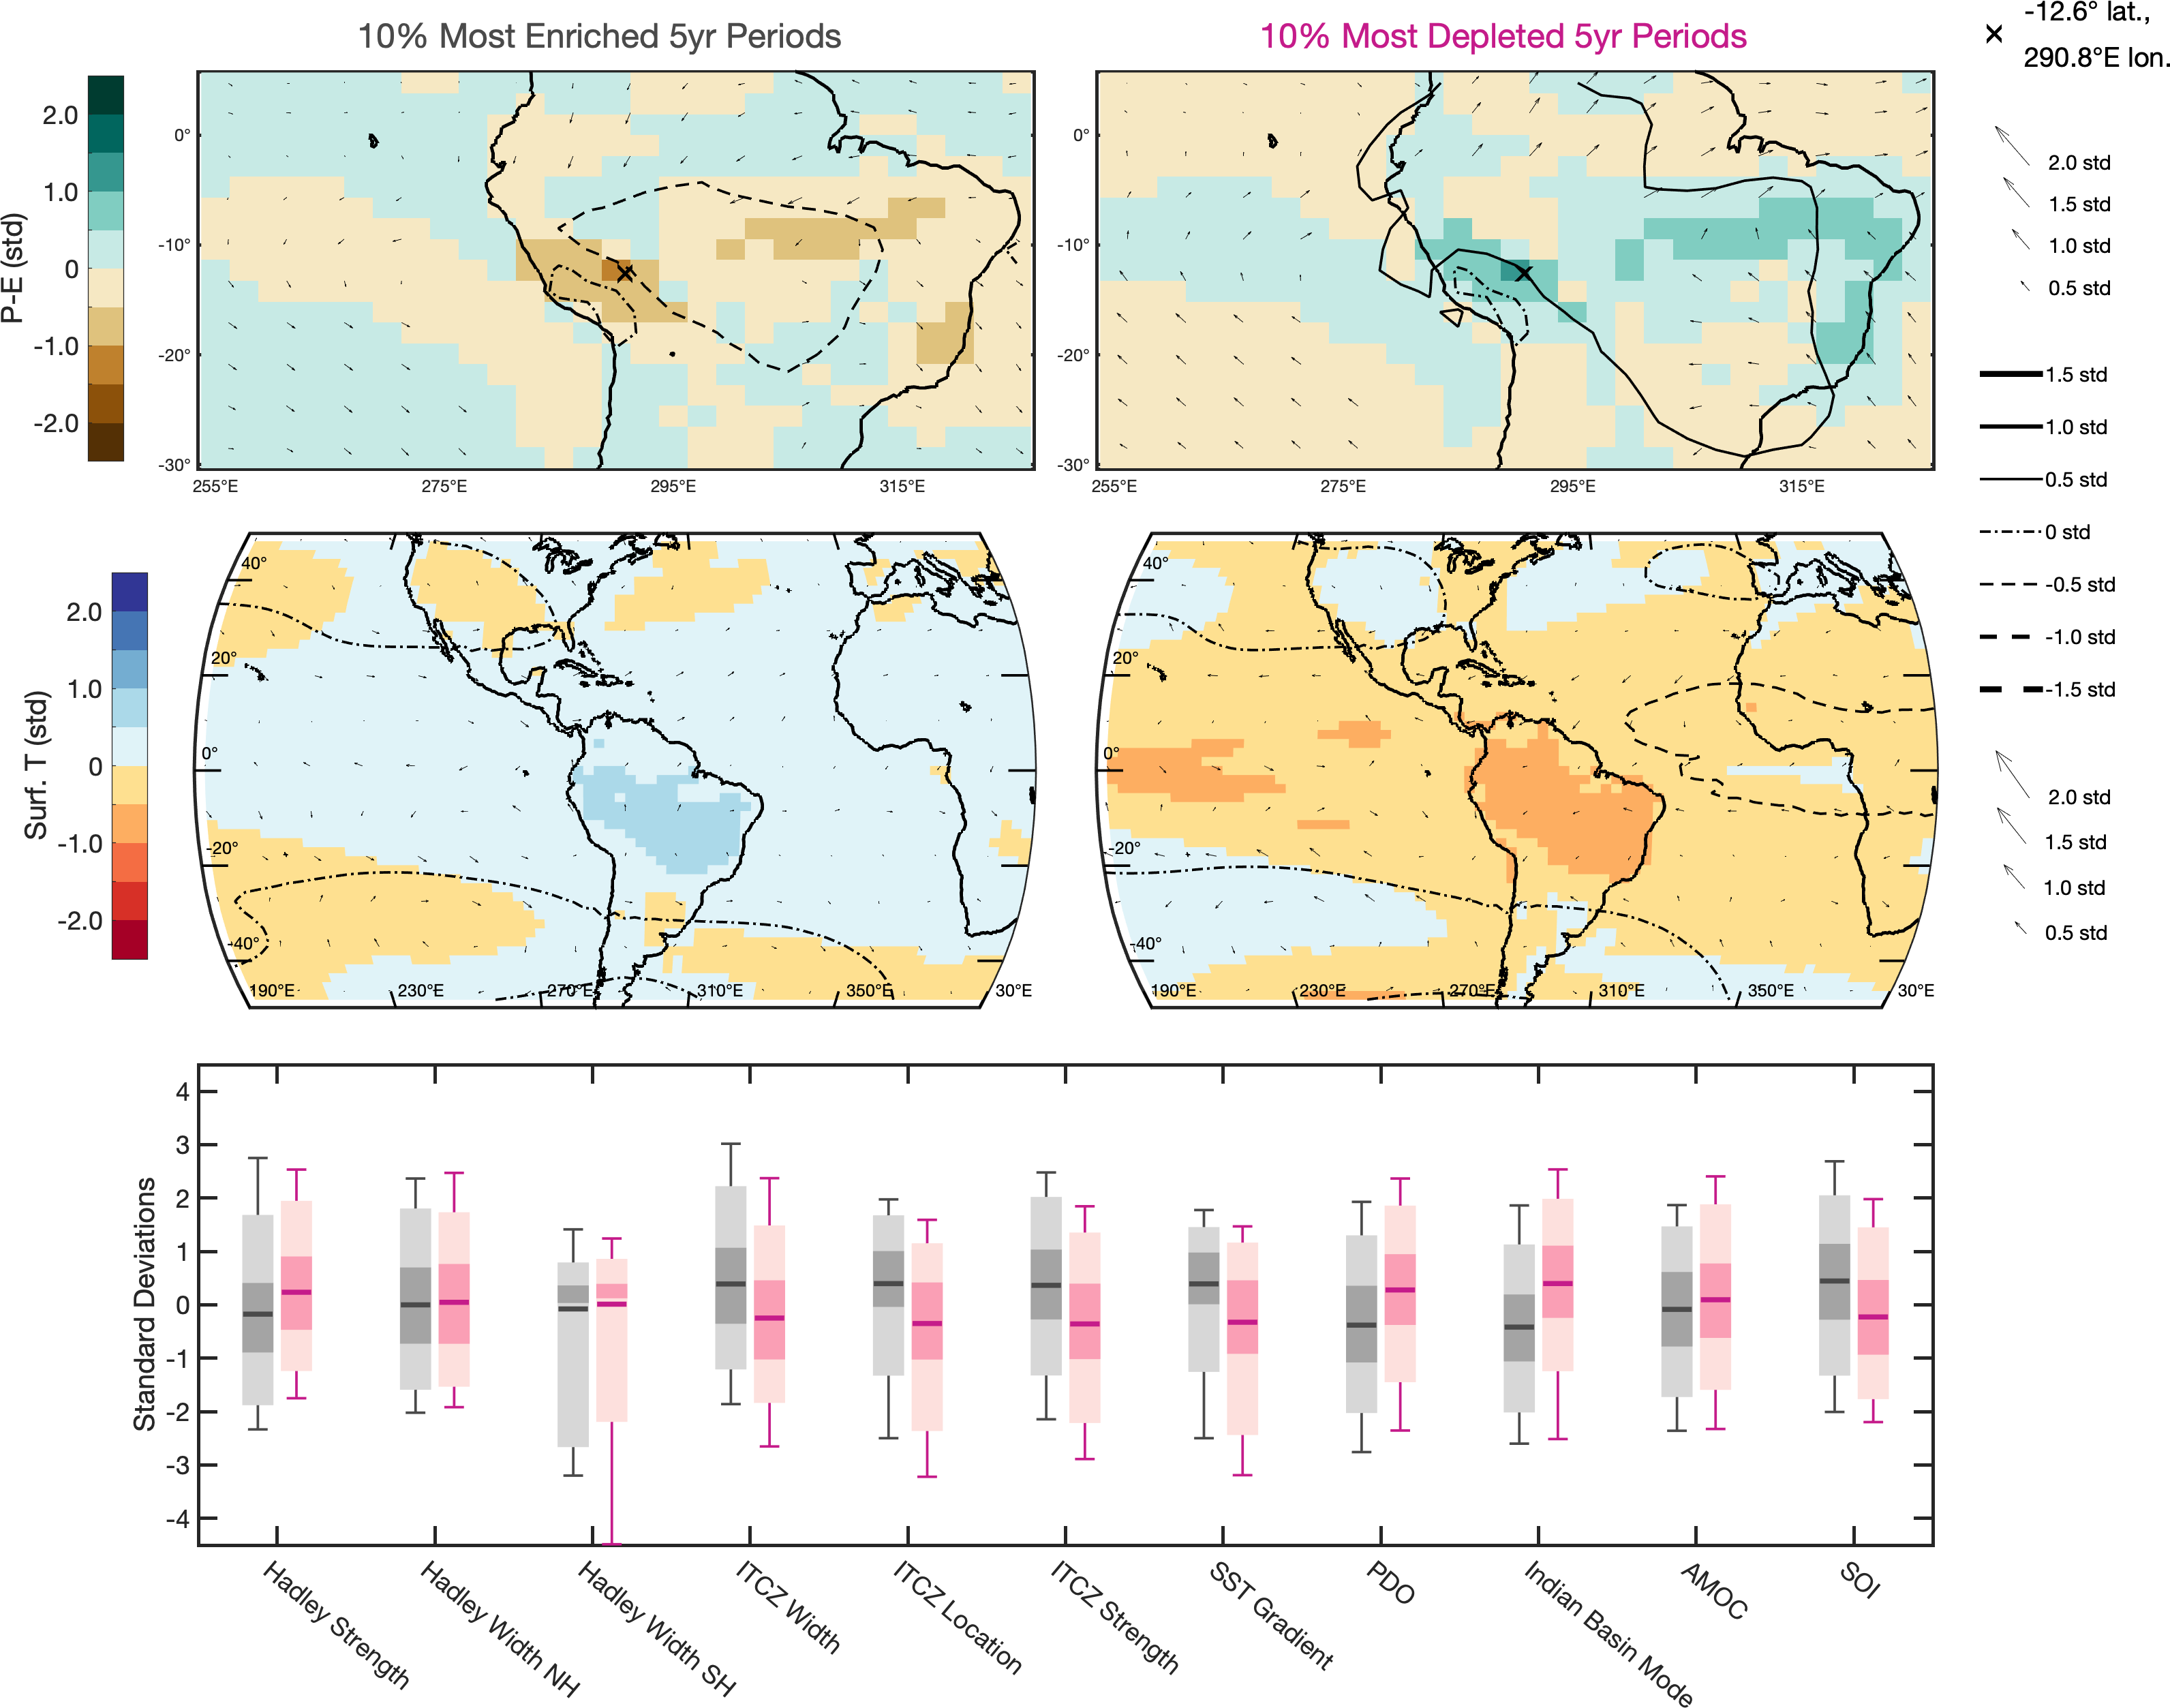 10% Most Enriched 5yr Periods
10% Most Depleted 5yr Periods
-12.6° lat.,
290.8°E lon.
P-E (std)
2.0
1.0
0
-1.0
-2.0
0°
-10°
-20°
-30°
255°E
275°E
295°E
315°E
0°
-10°
-20°
-30°
255°E
275°E
295°E
315°E
2.0 std
1.5 std
1.0 std
0.5 std
1.5 std
1.0 std
0.5 std
0 std
-0.5 std
-1.0 std
-1.5 std
Surf. T (std)
2.0
1.0
0
-1.0
-2.0
40°
20°
0°
-20°
-40°
190°E
230°E
270°E
310°E
350°E
30°E
40°
20°
0°
-20°
-40°
190°E
230°E
270°E
310°E
350°E
30°E
2.0 std
1.5 std
1.0 std
0.5 std
Standard Deviations
4
3
2
1
0
-1
-2
-3
-4
Hadley Strength
Hadley Width NH
Hadley Width SH
ITCZ Width
ITCZ Location
ITCZ Strength
SST Gradient
PDO
Indian Basin Mode
AMOC
SOI